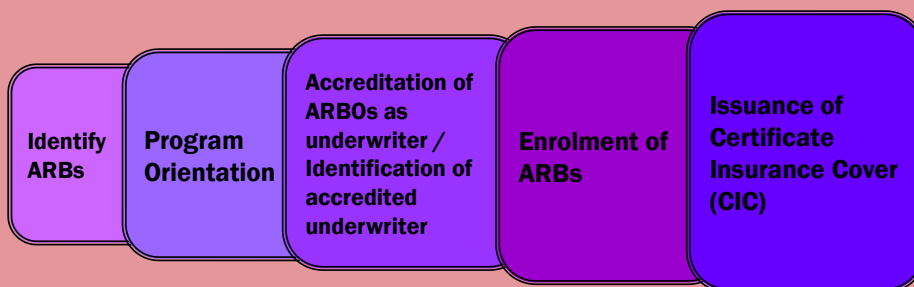 Identify
ARBs
Program
Orientation
Accreditation of
ARBOs as
underwriter /
Identification of
accredited
underwriter
Enrolment of
ARBs
Issuance of
Certificate
Insurance Cover
(CIC)